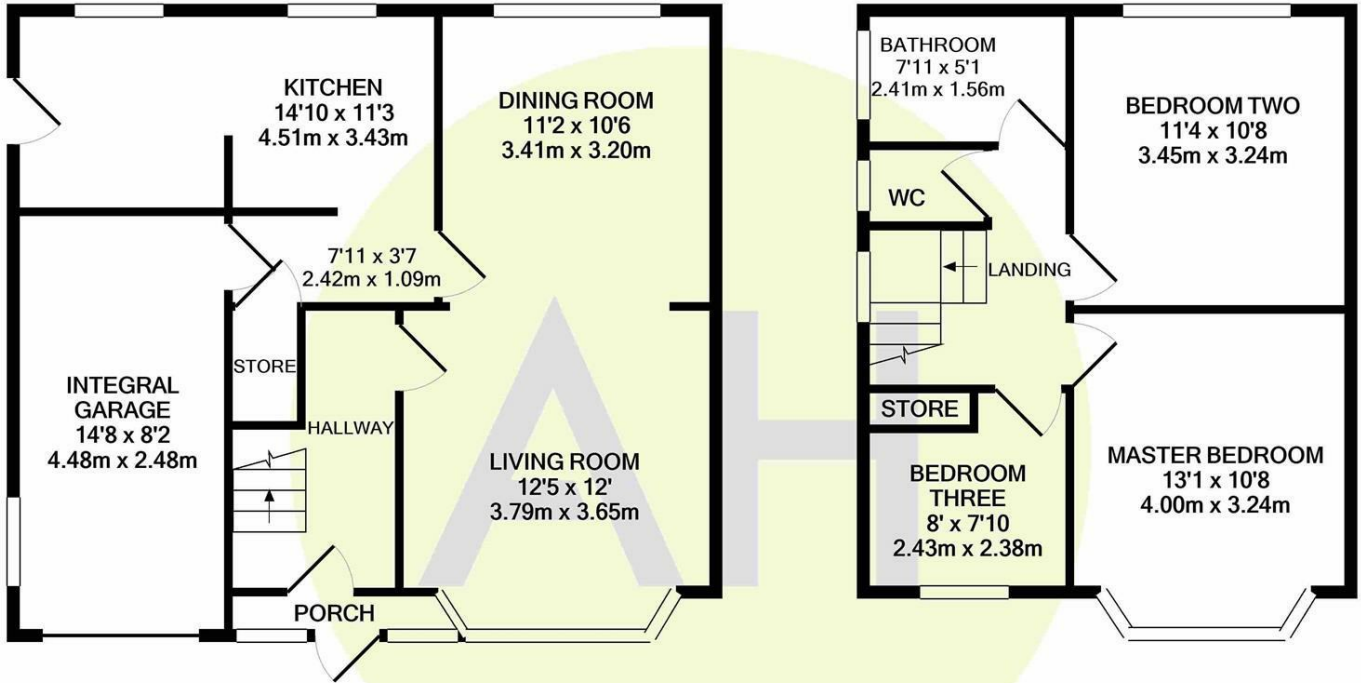 KITCHEN
14'10 x 11'3
4.51m x 3.43m
DINING ROOM
11'2 x 10'6
3.41m x 3.20m
7'11 x 3'7
2.42m x 1.09m
STORE
INTEGRAL
GARAGE
14'8 x 8'2
4.48m x 2.48m
HALLWAY
LIVING ROOM
12'5 x 12'
3.79m x 3.65m
PORCH
BATHROOM
7'11 x 5'1
2.41m x 1.56m
BEDROOM TWO
11'4 x 10'8
3.45m x 3.24m
WC
LANDING
STORE
BEDROOM
THREE
8' x 7'10
2.43m x 2.38m
MASTER BEDROOM
13'1 x 10'8
4.00m x 3.24m
AH